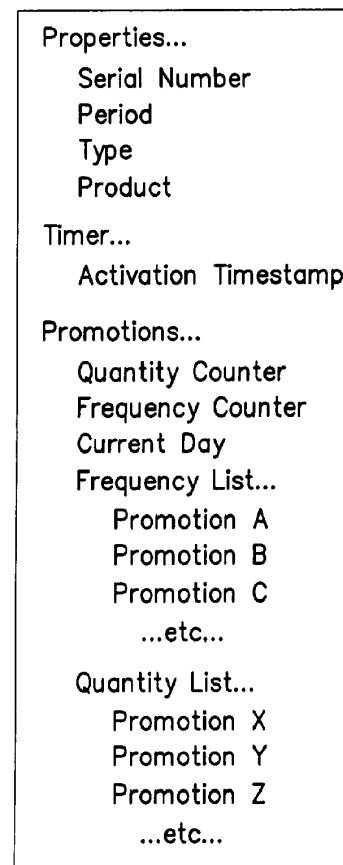 Properties...
Serial Number
Period
Type
Product
Timer...
Activation Timestamp
Promotions...
Quantity Counter
Frequency Counter
Current Day
Frequency List...
Promotion A
Promotion B
Promotion C
...etc...
Quantity List...
Promotion X
Promotion Y
Promotion Z
...etc...